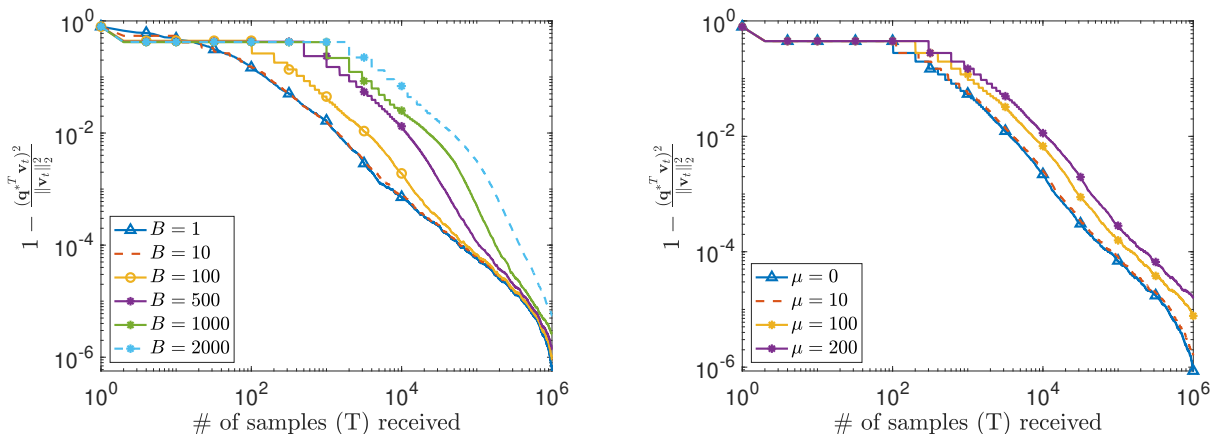 10^0
10^-2
10^-4
10^-6
1 − (q*^T v_t)^2 / ‖v_t‖_2^2
B = 1
B = 10
B = 100
B = 500
B = 1000
B = 2000
10^0 10^2 10^4 10^6
# of samples (T) received
10^0
10^-2
10^-4
10^-6
1 − (q*^T v_t)^2 / ‖v_t‖_2^2
μ = 0
μ = 10
μ = 100
μ = 200
10^0 10^2 10^4 10^6
# of samples (T) received